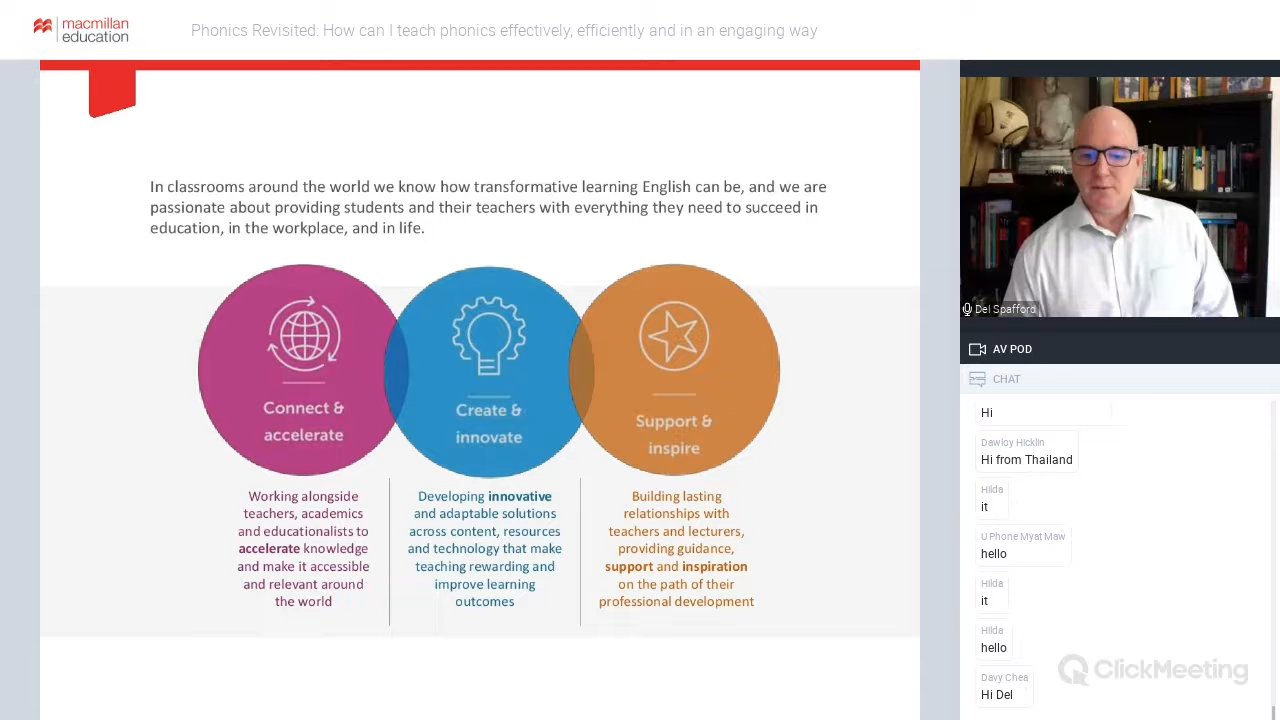 macmillan
education
Phonics Revisited: How can I teach phonics effectively, efficiently and in an engaging way
In classrooms around the world we know how transformative learning English can be, and we are
passionate about providing students and their teachers with everything they need to succeed in
education, in the workplace, and in life.
Connect &
accelerate
Create &
innovate
Support &
inspire
Working alongside
teachers, academics
and educationalists to
accelerate knowledge
and make it accessible
and relevant around
the world
Developing innovative
and adaptable solutions
across content, resources
and technology that make
teaching rewarding and
improve learning
outcomes
Building lasting
relationships with
teachers and lecturers,
providing guidance,
support and inspiration
on the path of their
professional development
Del Spafford
AV POD
CHAT
Hi
Dawloy Hicklin
Hi from Thailand
Hilda
it
U Phone Myat Maw
hello
Hilda
it
Hilda
hello
Davy Chea
Hi Del
ClickMeeting